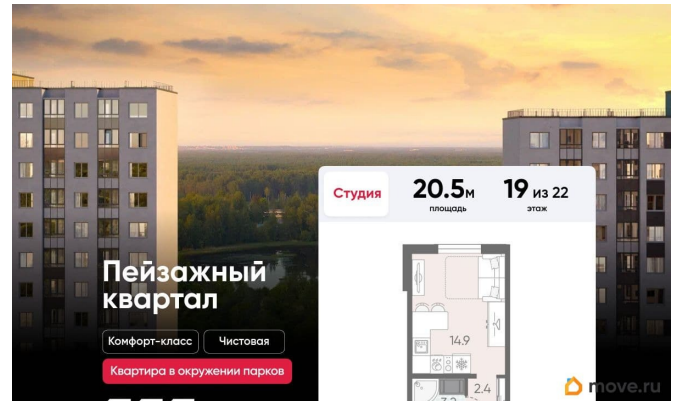 Студия
20.5м
площадь
19 из 22
этаж
Пейзажный
квартал
Комфорт-класс
Чистовая
Квартира в окружении парков
14.9
2.4
move.ru